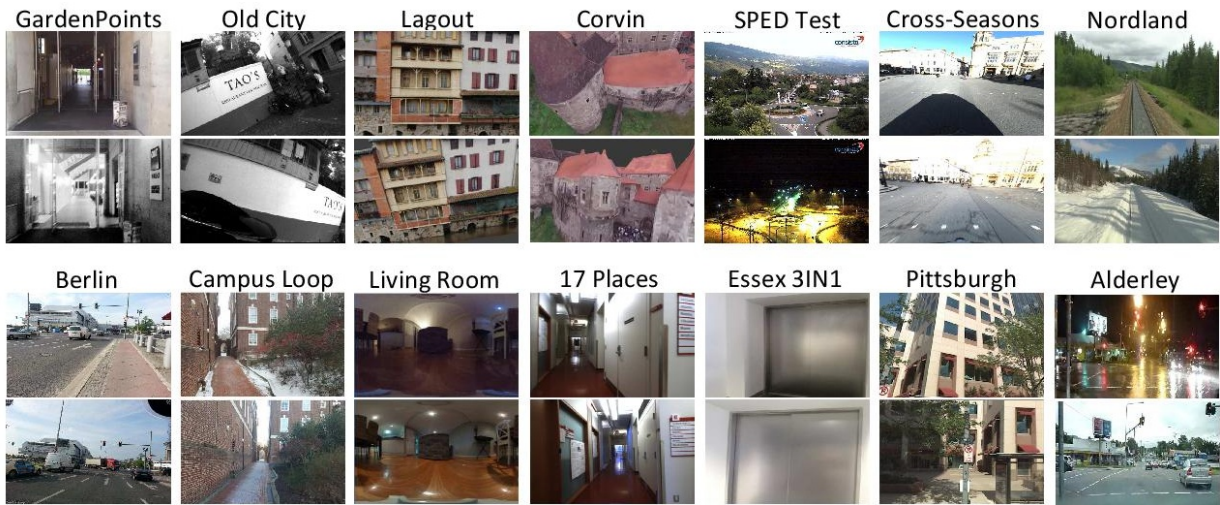 GardenPoints
Old City
Lagout
Corvin
SPED Test
Cross-Seasons
Nordland
TAO'S
consista
TAO'S
Berlin
Campus Loop
Living Room
17 Places
Essex 3IN1
Pittsburgh
Alderley